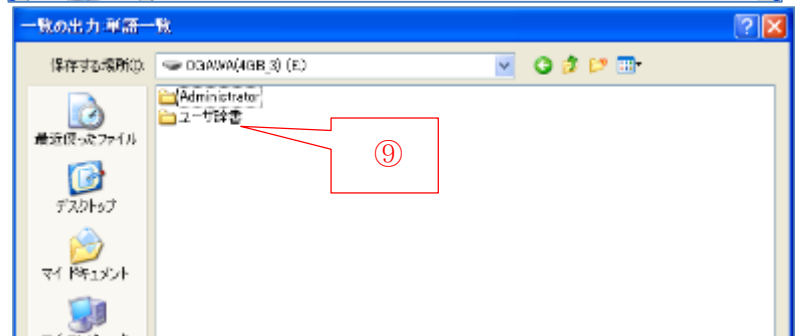 一覧の出力:単語一覧
保存する場所(I):
OGAWA(4GB_3) (E:)
Administrator
ユーザ辞書
⑨
最近使ったファイル
デスクトップ
マイ ドキュメント